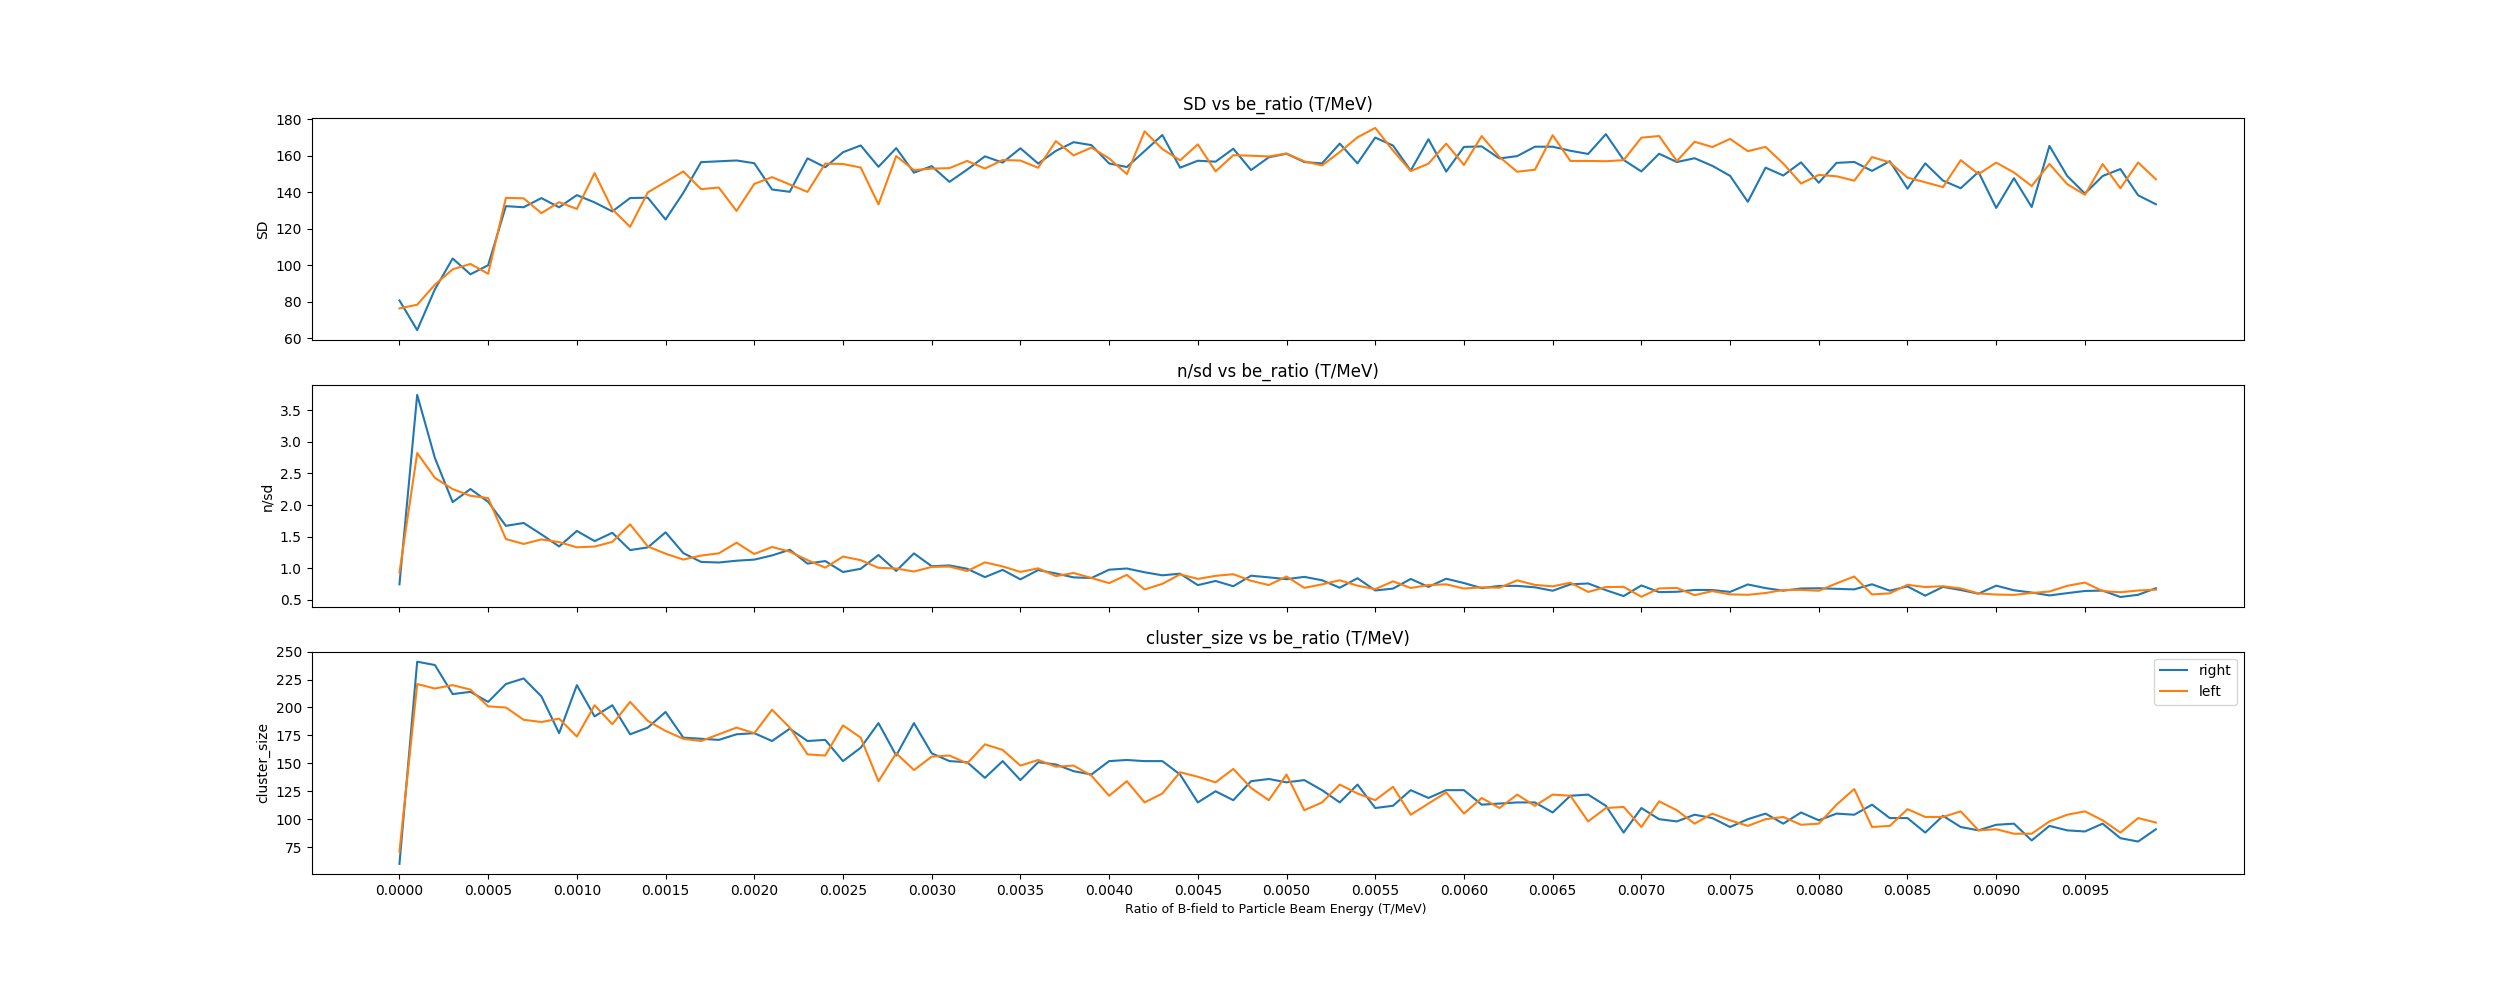 SD vs be_ratio (T/MeV)
180
160
140
120
100
80
60
SD
n/sd vs be_ratio (T/MeV)
3.5
3.0
2.5
2.0
1.5
1.0
0.5
n/sd
cluster_size vs be_ratio (T/MeV)
250
225
200
175
150
125
100
75
cluster_size
right
left
0.0000 0.0005 0.0010 0.0015 0.0020 0.0025 0.0030 0.0035 0.0040 0.0045 0.0050 0.0055 0.0060 0.0065 0.0070 0.0075 0.0080 0.0085 0.0090 0.0095
Ratio of B-field to Particle Beam Energy (T/MeV)